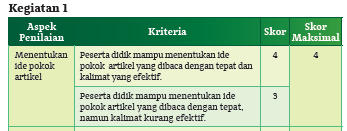 Kegiatan 1
Aspek Penilaian Kriteria Skor Skor Maksimal
Menentukan Peserta didik mampu menentukan ide 4 4
ide pokok pokok artikel yang dibaca dengan tepat dan
artikel kalimat yang efektif.
Peserta didik mampu menentukan ide 3
pokok artikel yang dibaca dengan tepat,
namun kalimat kurang efektif.